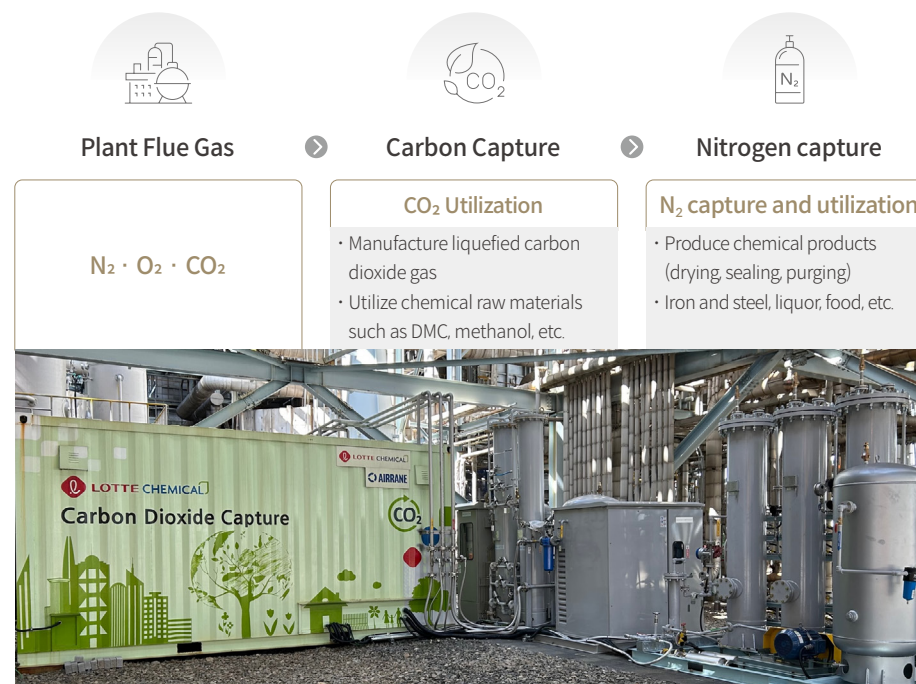 CO₂
N₂
Plant Flue Gas
Carbon Capture
Nitrogen capture
N₂ · O₂ · CO₂
CO₂ Utilization
· Manufacture liquefied carbon
dioxide gas
· Utilize chemical raw materials
such as DMC, methanol, etc.
N₂ capture and utilization
· Produce chemical products
(drying, sealing, purging)
· Iron and steel, liquor, food, etc.
LOTTE CHEMICAL
AIRRANE
LOTTE CHEMICAL
Carbon Dioxide Capture
CO₂